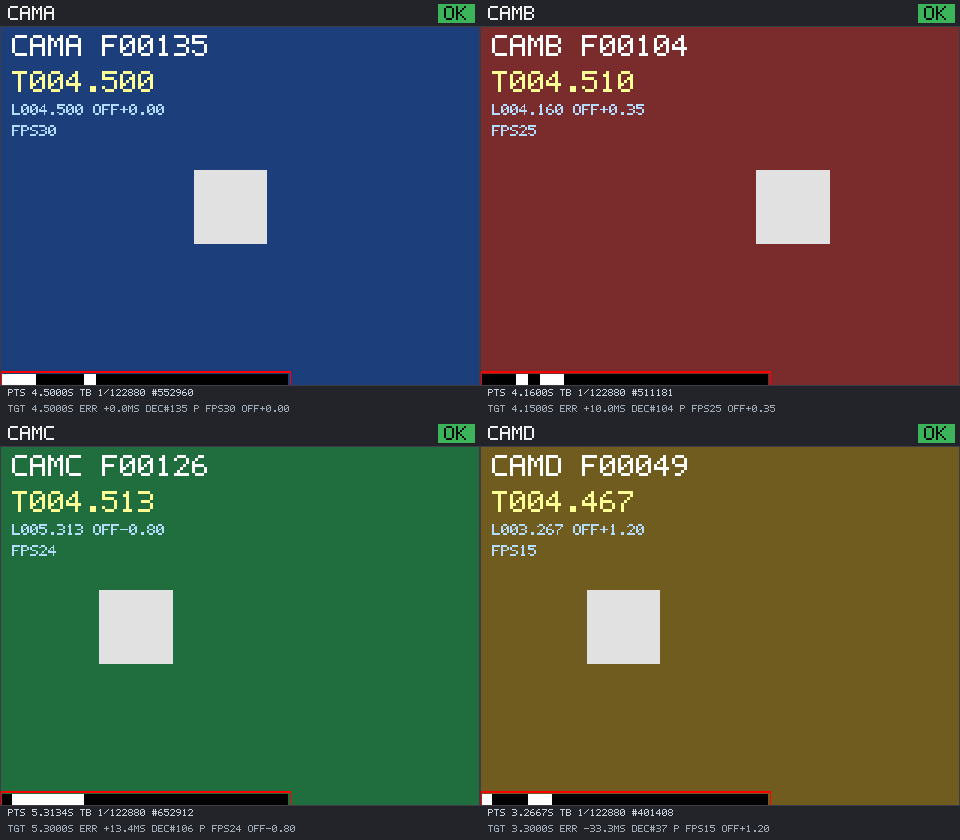 CAMA OK
CAMA F00135
T004.500
L004.500 OFF+0.00
FPS30
PTS 4.5000S TB 1/122880 #552960
TGT 4.5000S ERR +0.0MS DEC#135 P FPS30 OFF+0.00
CAMB OK
CAMB F00104
T004.510
L004.160 OFF+0.35
FPS25
PTS 4.1600S TB 1/122880 #511181
TGT 4.1500S ERR +10.0MS DEC#104 P FPS25 OFF+0.35
CAMC OK
CAMC F00126
T004.513
L005.313 OFF-0.80
FPS24
PTS 5.3134S TB 1/122880 #652912
TGT 5.3000S ERR +13.4MS DEC#106 P FPS24 OFF-0.80
CAMD OK
CAMD F00049
T004.467
L003.267 OFF+1.20
FPS15
PTS 3.2667S TB 1/122880 #401408
TGT 3.3000S ERR -33.3MS DEC#37 P FPS15 OFF+1.20